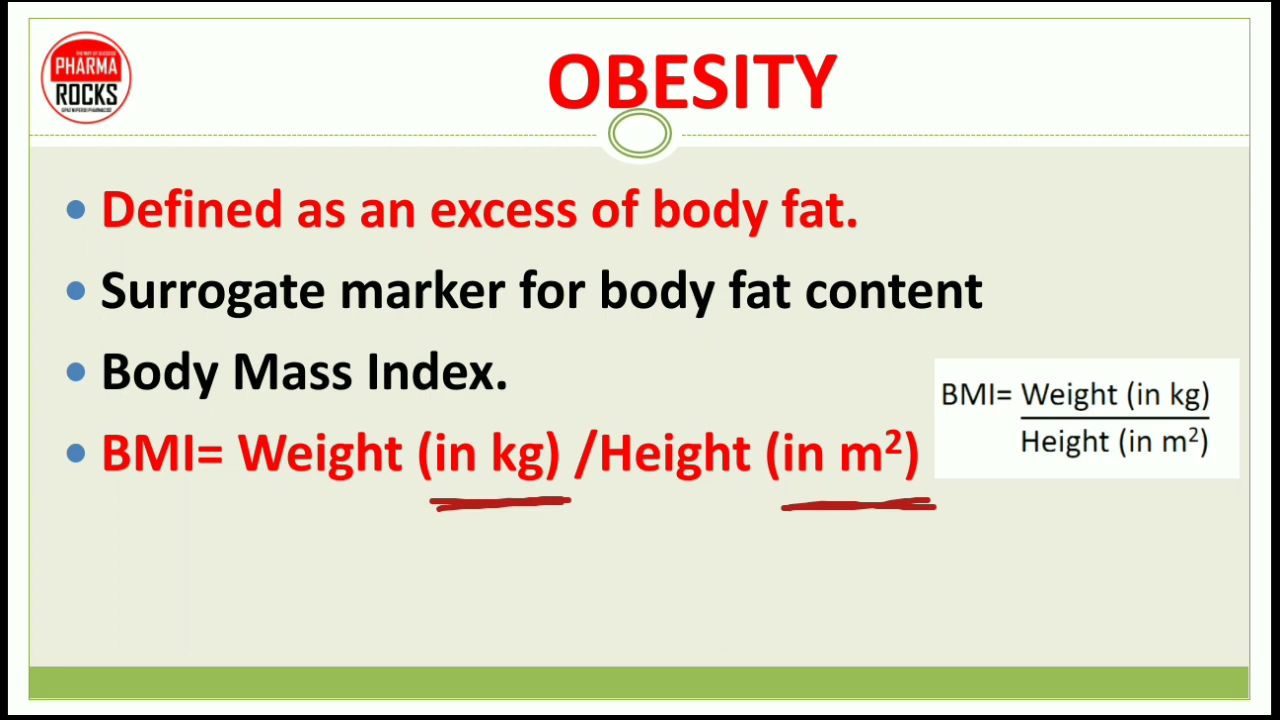 PHARMA
ROCKS
OBESITY
Defined as an excess of body fat.
Surrogate marker for body fat content
Body Mass Index.
BMI= Weight (in kg) /Height (in m²)
BMI= Weight (in kg)
Height (in m²)